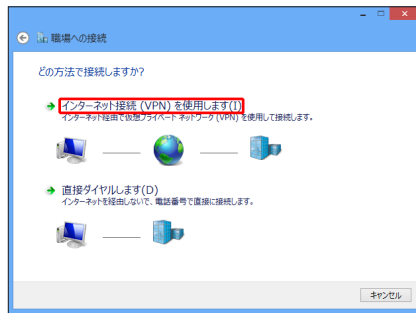 職場への接続
どの方法で接続しますか?
インターネット接続 (VPN) を使用します(I)
インターネット経由で仮想プライベート ネットワーク (VPN) を使用して接続します。
直接ダイヤルします(D)
インターネットを経由しないで、電話番号で直接に接続します。
キャンセル